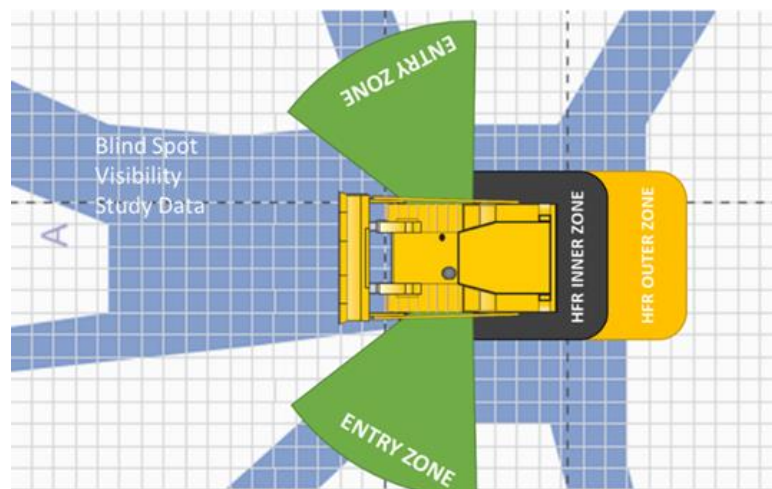 ENTRY ZONE
Blind Spot
Visibility
Study Data
A
HFR INNER ZONE
HFR OUTER ZONE
ENTRY ZONE